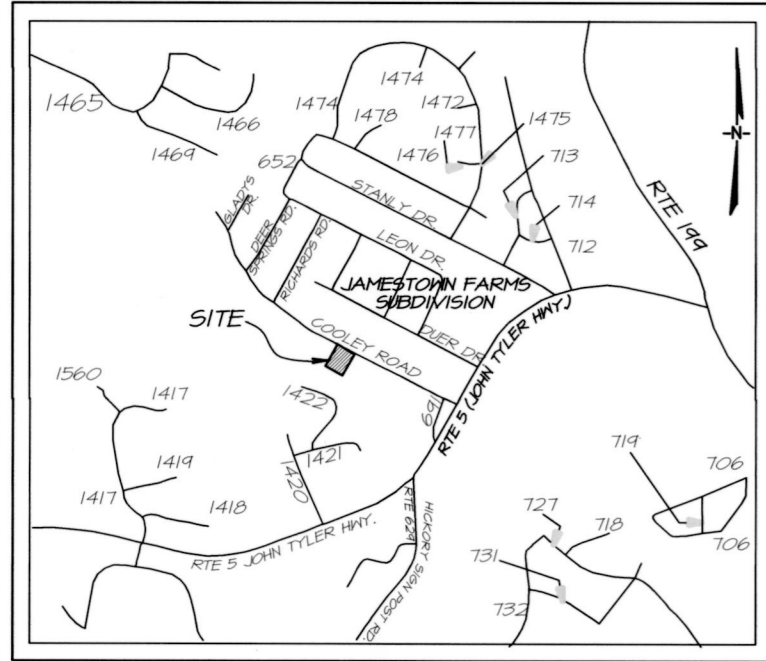 1474
1474
1472
1465
1478
1477
1475
1466
1476
713
1469
652
STANLY DR.
714
RTE 199
-N-
GLADYS
DR.
DEER
SPRINGS RD.
RICHARDS RD.
LEON DR.
712
JAMESTOWN FARMS
SUBDIVISION
SITE
COOLEY ROAD
DUER DR.
RTE 5 (JOHN TYLER HWY.)
1560
1417
1422
691
1419
1421
1420
1417
1418
719
706
727
718
706
RTE 5 JOHN TYLER HWY.
RTE 629
HICKORY SIGN POST RD.
731
732